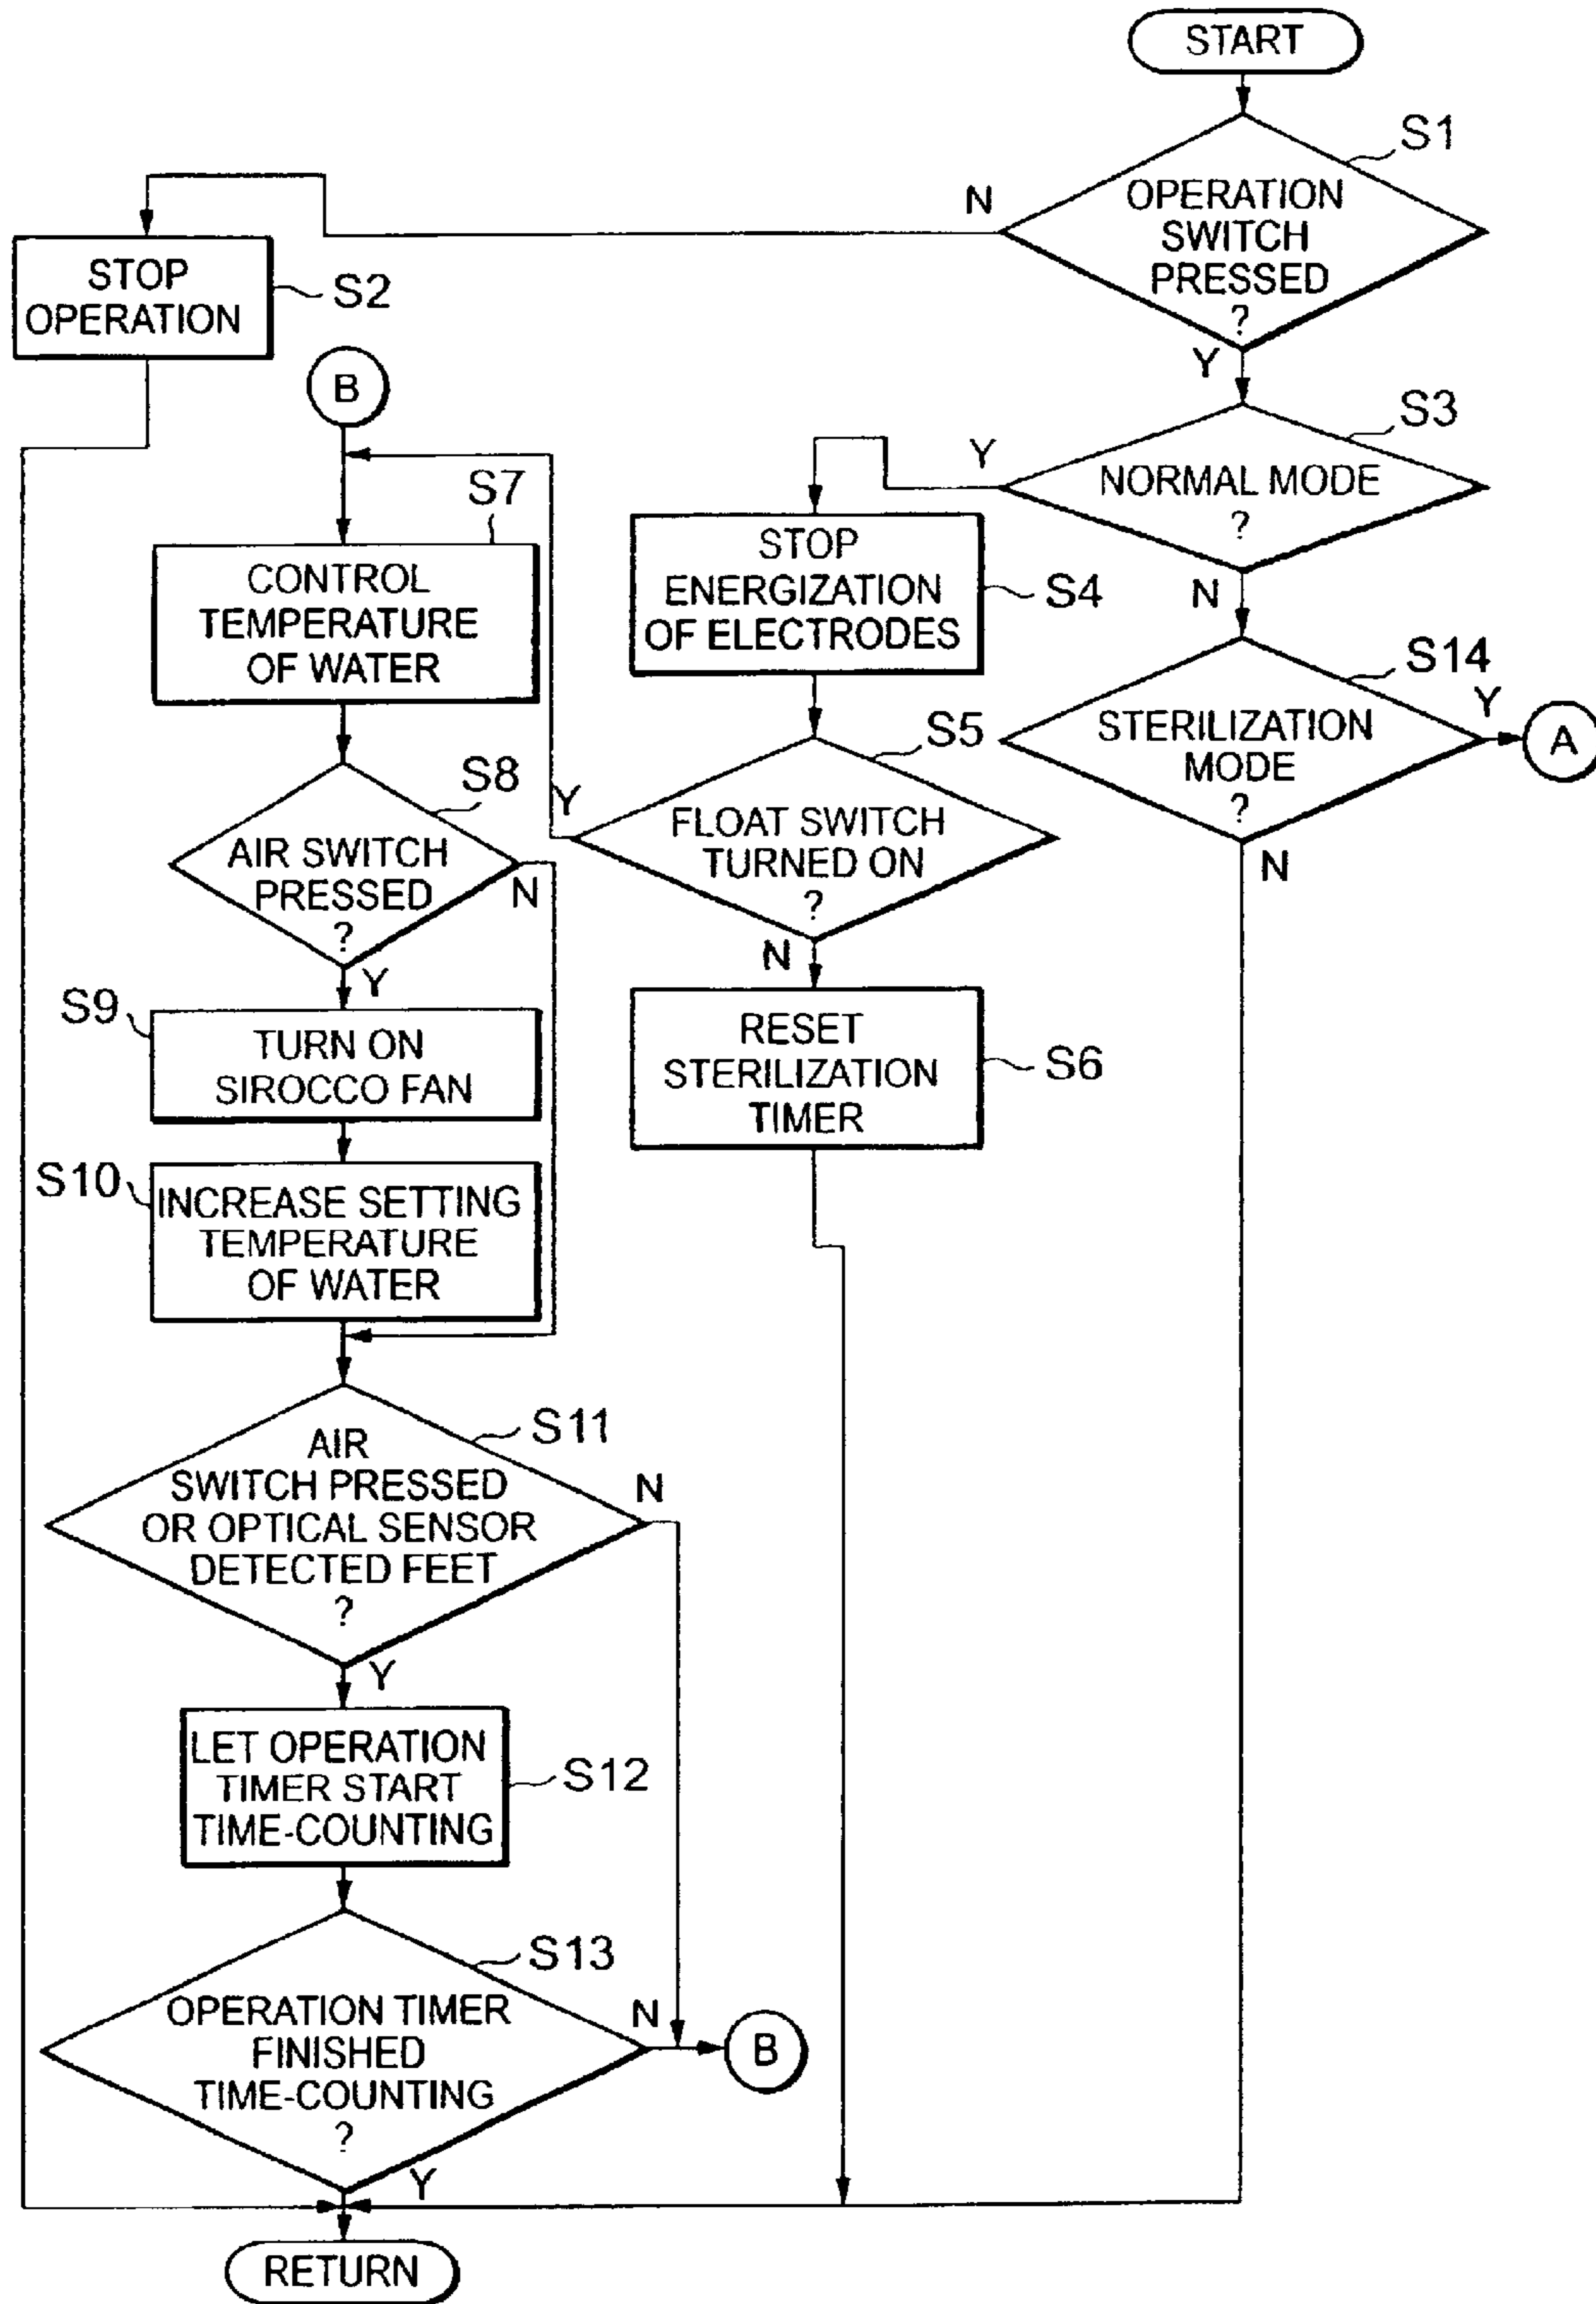 START
S1
OPERATION
SWITCH
PRESSED
?
N
Y
STOP
OPERATION
S2
B
S3
NORMAL MODE
?
Y
N
S7
CONTROL
TEMPERATURE
OF WATER
STOP
ENERGIZATION
OF ELECTRODES
S4
S14
STERILIZATION
MODE
?
Y
A
N
S5
FLOAT SWITCH
TURNED ON
?
Y
N
S8
AIR SWITCH
PRESSED
?
N
Y
S9
TURN ON
SIROCCO FAN
RESET
STERILIZATION
TIMER
S6
S10
INCREASE SETTING
TEMPERATURE
OF WATER
S11
AIR
SWITCH PRESSED
OR OPTICAL SENSOR
DETECTED FEET
?
N
Y
LET OPERATION
TIMER START
TIME-COUNTING
S12
S13
OPERATION TIMER
FINISHED
TIME-COUNTING
?
N
B
Y
RETURN